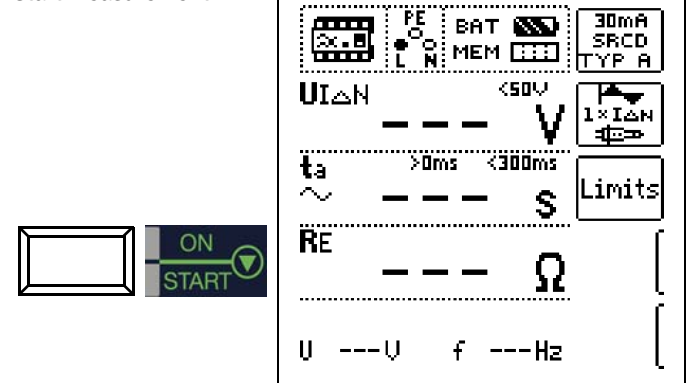 PE
BAT
L N MEM
30mA
SRCD
TYP A
UI△N <50V
--- V
1×I△N
ta >0ms <300ms
~ --- s
Limits
ON
START
RE
--- Ω
U ---V f ---Hz